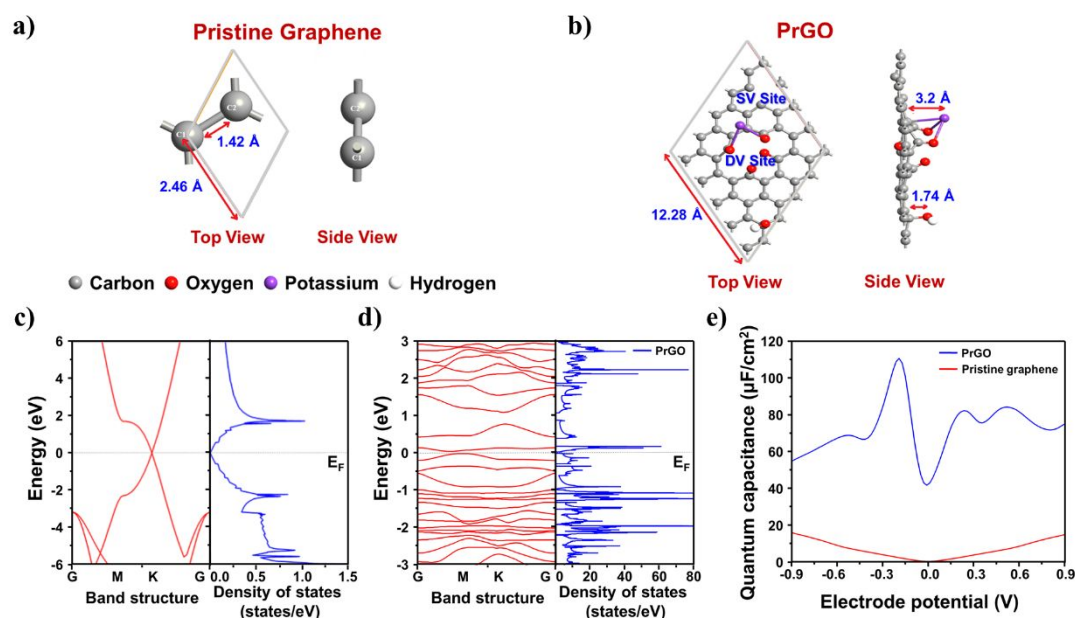 a)
Pristine Graphene
C1
C2
1.42 Å
2.46 Å
C2
C1
Top View
Side View
b)
PrGO
SV Site
DV Site
12.28 Å
3.2 Å
1.74 Å
Top View
Side View
Carbon
Oxygen
Potassium
Hydrogen
c)
Energy (eV)
6
4
2
0
-2
-4
-6
G
M
K
G
Band structure
E_F
0.0
0.5
1.0
1.5
Density of states
(states/eV)
d)
Energy (eV)
3
2
1
0
-1
-2
-3
G
M
K
G
Band structure
PrGO
E_F
0
20
40
60
80
Density of states
(states/eV)
e)
Quantum capacitance (µF/cm2)
140
120
100
80
60
40
20
0
PrGO
Pristine graphene
-0.9
-0.6
-0.3
0.0
0.3
0.6
0.9
Electrode potential (V)